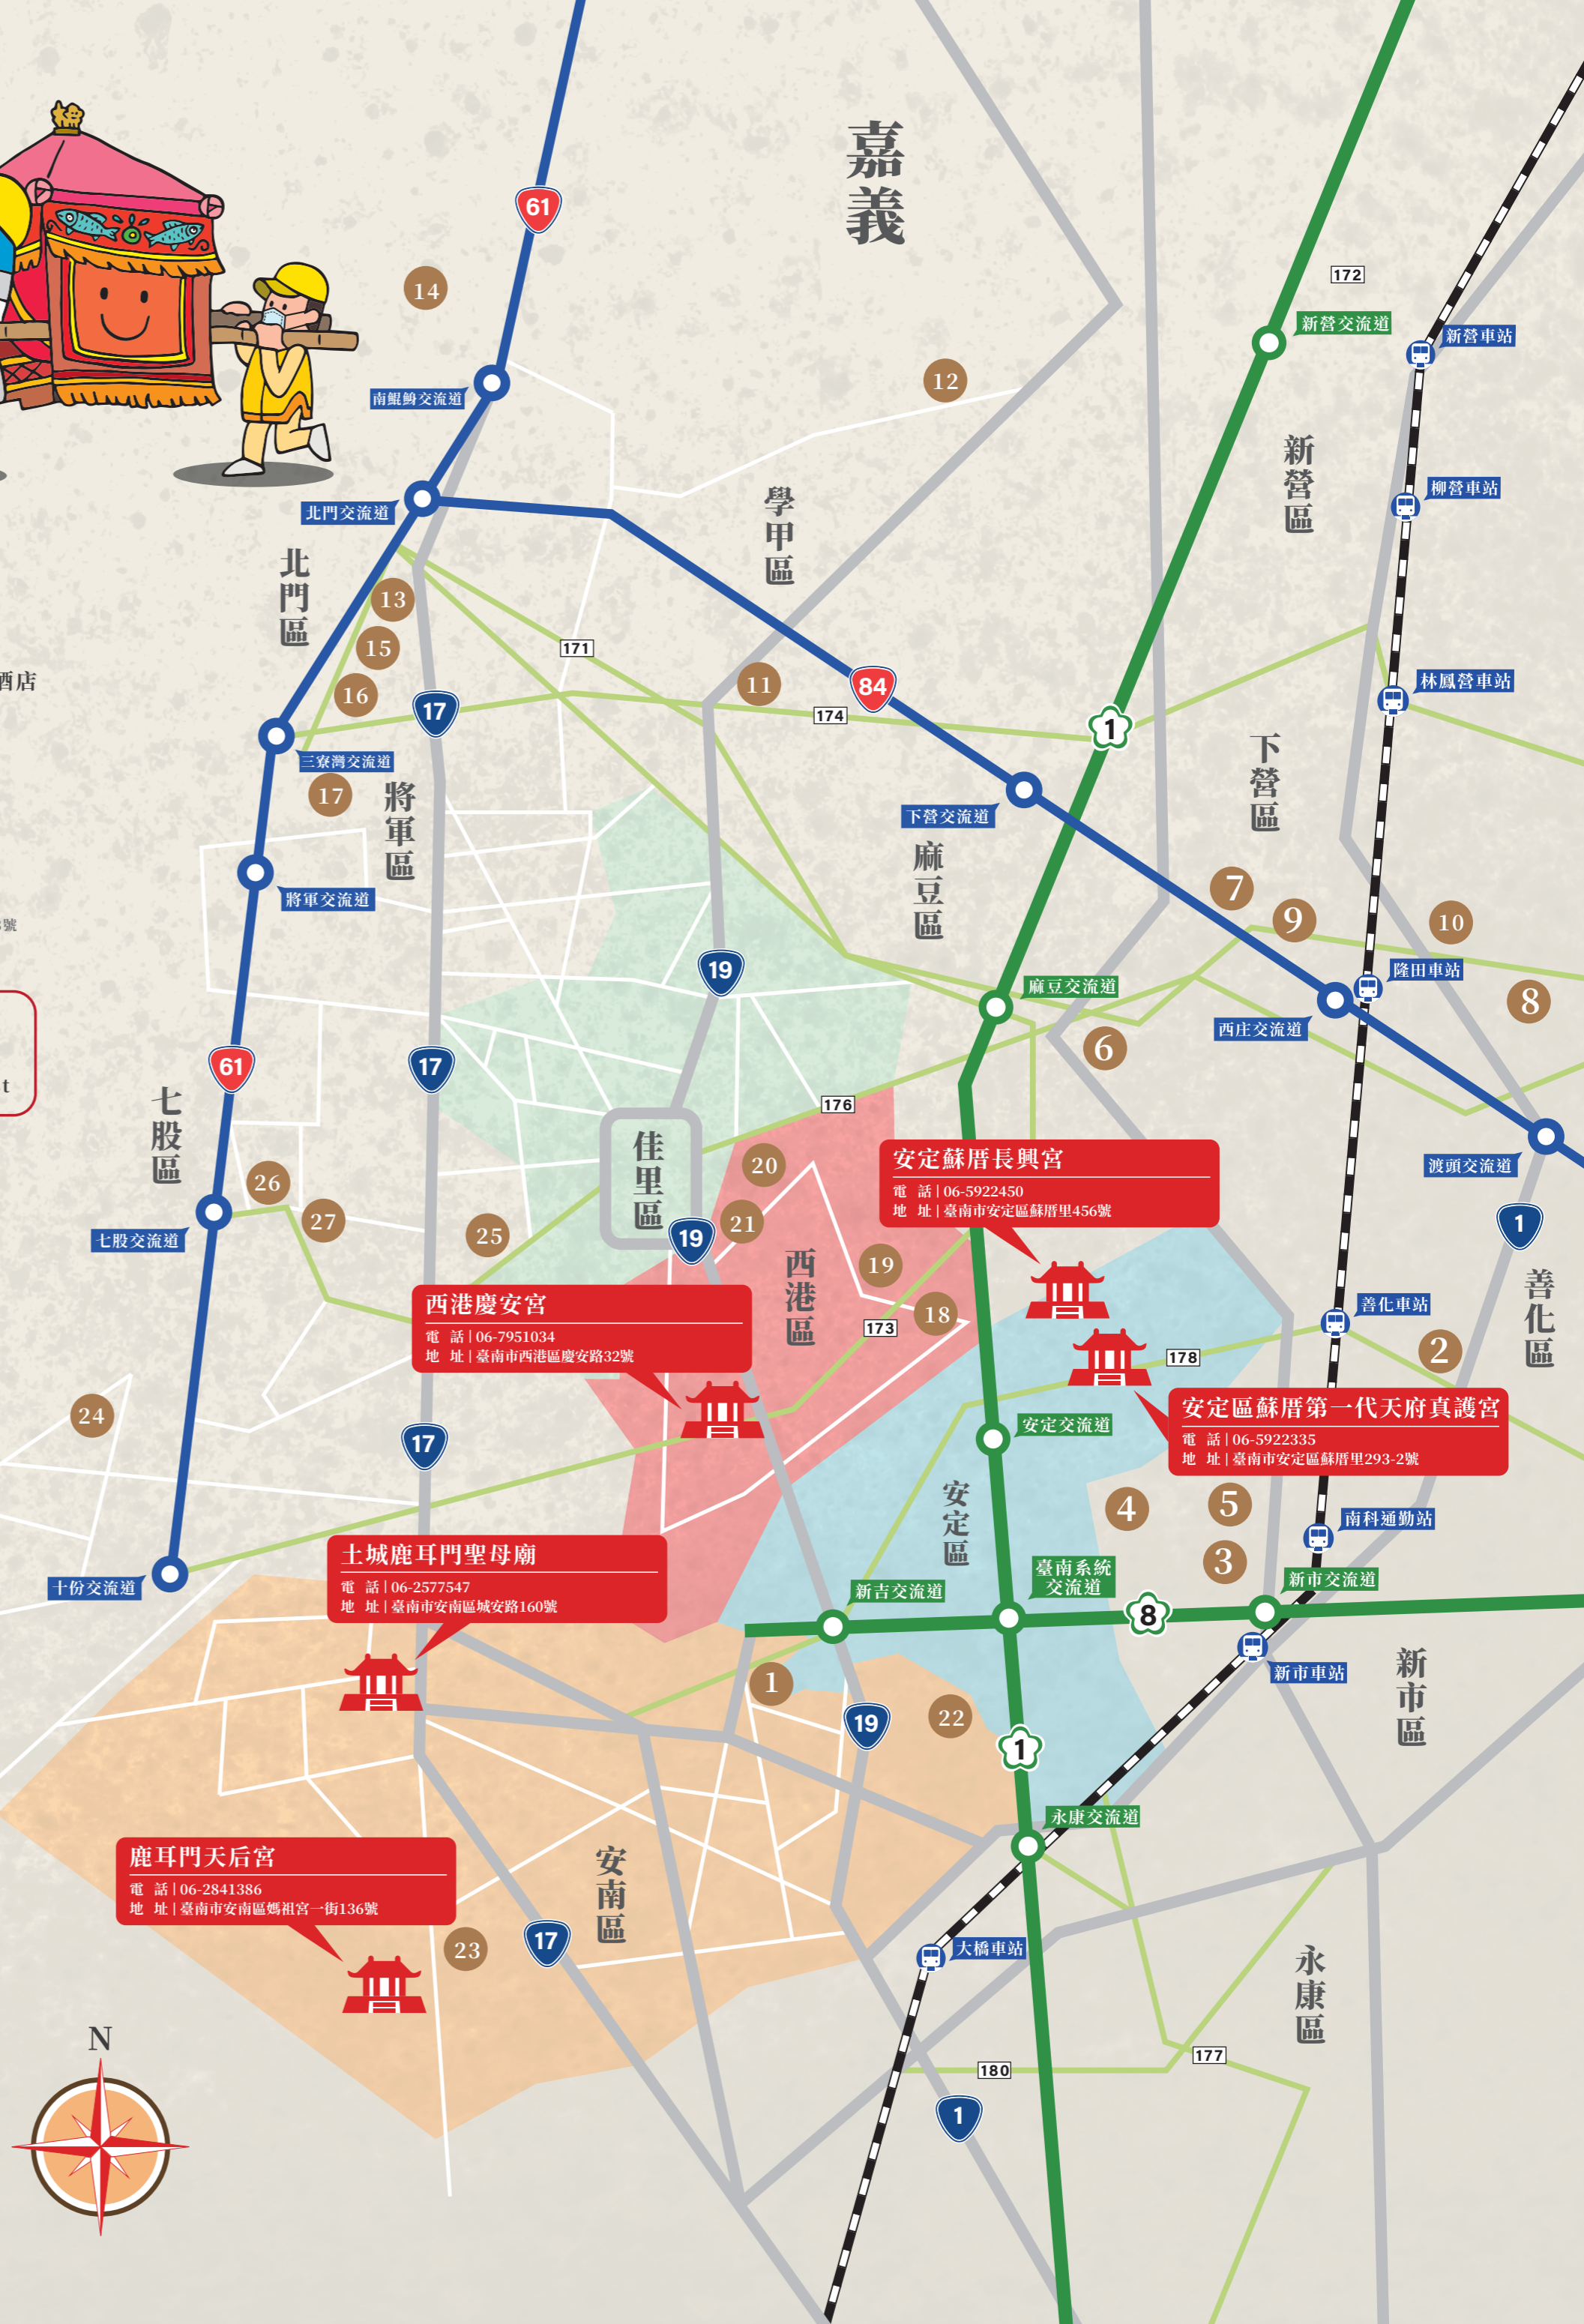 嘉義
61
14
172
新營交流道
新營車站
12
南鯤鯓交流道
新營區
柳營車站
學甲區
北門交流道
北門區
13
171
15
酒店
16
11
84
林鳳營車站
17
174
1
三寮灣交流道
下營區
17
將軍區
下營交流道
麻豆區
將軍交流道
7
9
10
號
19
隆田車站
麻豆交流道
8
西庄交流道
6
61
17
t
七股區
176
佳里區
20
安定蘇厝長興宮
電 話 | 06-5922450
地 址 | 臺南市安定區蘇厝里456號
渡頭交流道
26
27
21
1
七股交流道
25
19
西港區
19
善化區
西港慶安宮
電 話 | 06-7951034
地 址 | 臺南市西港區慶安路32號
18
173
善化車站
2
178
24
安定區蘇厝第一代天府真護宮
電 話 | 06-5922335
地 址 | 臺南市安定區蘇厝里293-2號
安定交流道
17
安定區
4
5
南科通勤站
3
土城鹿耳門聖母廟
電 話 | 06-2577547
地 址 | 臺南市安南區城安路160號
十份交流道
新吉交流道
臺南系統
交流道
新市交流道
8
新市車站
新市區
1
19
22
1
永康交流道
鹿耳門天后宮
電 話 | 06-2841386
地 址 | 臺南市安南區媽祖宮一街136號
安南區
23
17
大橋車站
永康區
N
177
180
1